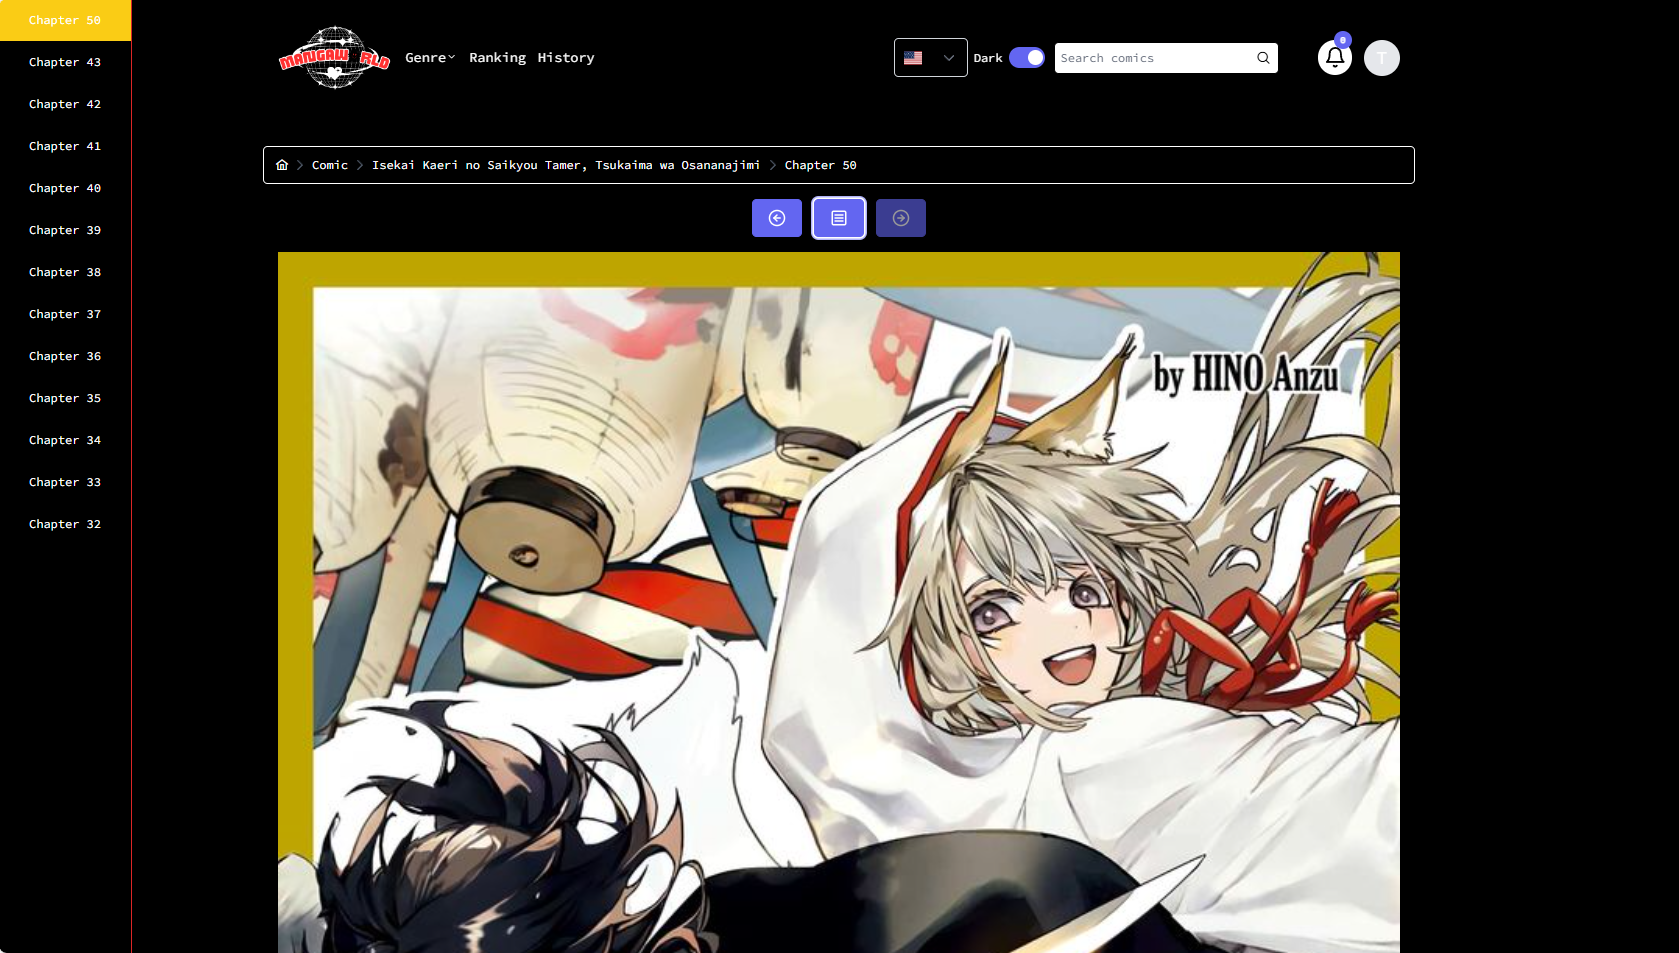 Chapter 50
Chapter 43
Chapter 42
Chapter 41
Chapter 40
Chapter 39
Chapter 38
Chapter 37
Chapter 36
Chapter 35
Chapter 34
Chapter 33
Chapter 32
MANGAW RLD
Genre Ranking History
Dark
Search comics
0
T
Comic > Isekai Kaeri no Saikyou Tamer, Tsukaima wa Osananajimi > Chapter 50
by HINO Anzu